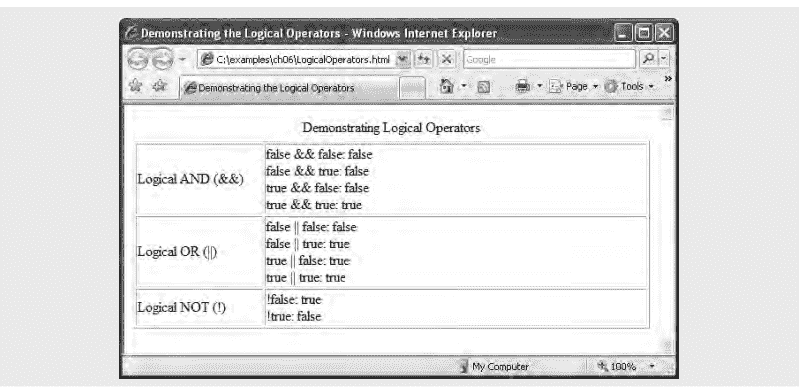 Demonstrating the Logical Operators - Windows Internet Explorer
C:\examples\ch06\LogicalOperators.html
Google
Demonstrating the Logical Operators
Page
Tools
Demonstrating Logical Operators
Logical AND (&&)
false && false: false
false && true: false
true && false: false
true && true: true
Logical OR (||)
false || false: false
false || true: true
true || false: true
true || true: true
Logical NOT (!)
!false: true
!true: false
My Computer
100%